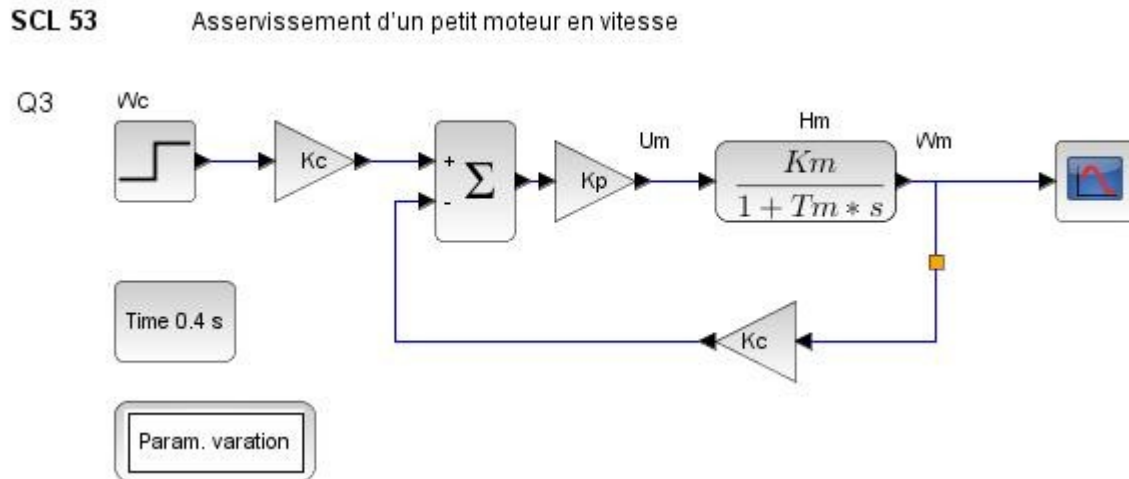 SCL 53 Asservissement d'un petit moteur en vitesse
Q3
Wc
Kc
+
-
Σ
Kp
Um
Hm
Km
1 + Tm * s
Wm
Time 0.4 s
Kc
Param. varation